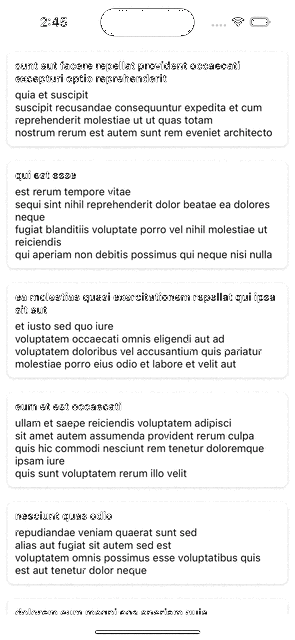 2:45
sunt aut facere repellat provident occaecati
excepturi optio reprehenderit
quia et suscipit
suscipit recusandae consequuntur expedita et cum
reprehenderit molestiae ut ut quas totam
nostrum rerum est autem sunt rem eveniet architecto
qui est esse
est rerum tempore vitae
sequi sint nihil reprehenderit dolor beatae ea dolores
neque
fugiat blanditiis voluptate porro vel nihil molestiae ut
reiciendis
qui aperiam non debitis possimus qui neque nisi nulla
ea molestias quasi exercitationem repellat qui ipsa
sit aut
et iusto sed quo iure
voluptatem occaecati omnis eligendi aut ad
voluptatem doloribus vel accusantium quis pariatur
molestiae porro eius odio et labore et velit aut
eum et est occaecati
ullam et saepe reiciendis voluptatem adipisci
sit amet autem assumenda provident rerum culpa
quis hic commodi nesciunt rem tenetur doloremque
ipsam iure
quis sunt voluptatem rerum illo velit
nesciunt quas odio
repudiandae veniam quaerat sunt sed
alias aut fugiat sit autem sed est
voluptatem omnis possimus esse voluptatibus quis
est aut tenetur dolor neque
dolorem eum magni eos aperiam quia